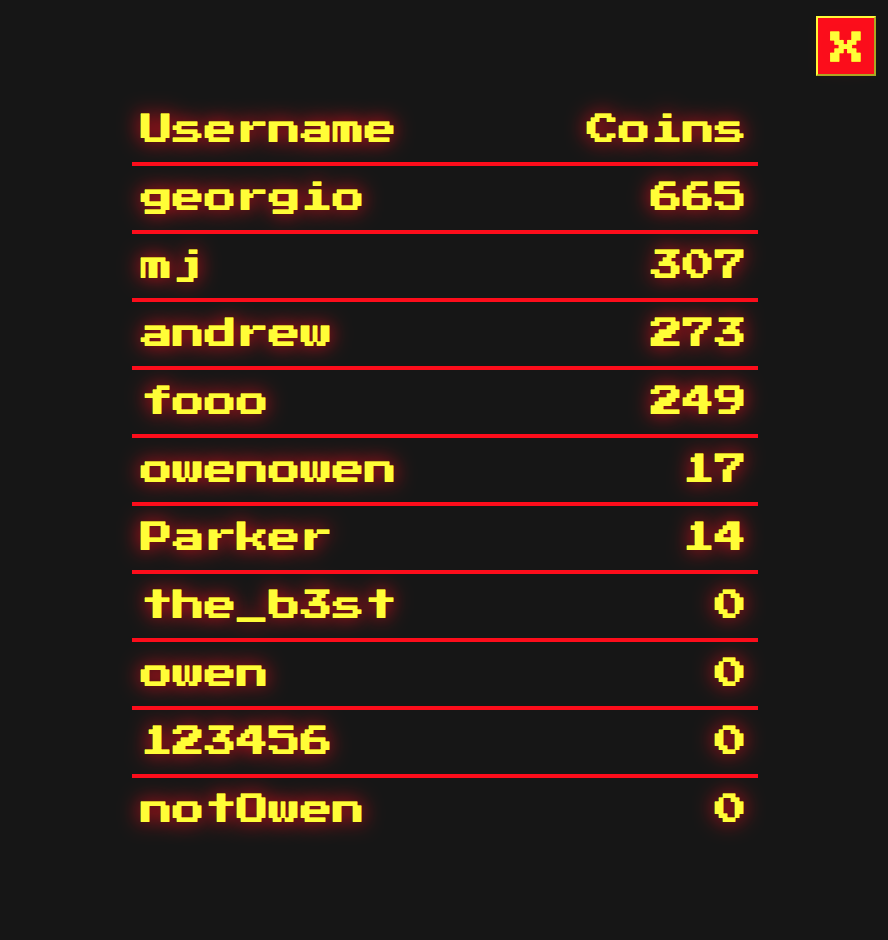 X
Username Coins
georgio 665
mj 307
andrew 273
fooo 249
owenowen 17
Parker 14
the_b3st 0
owen 0
123456 0
notOwen 0